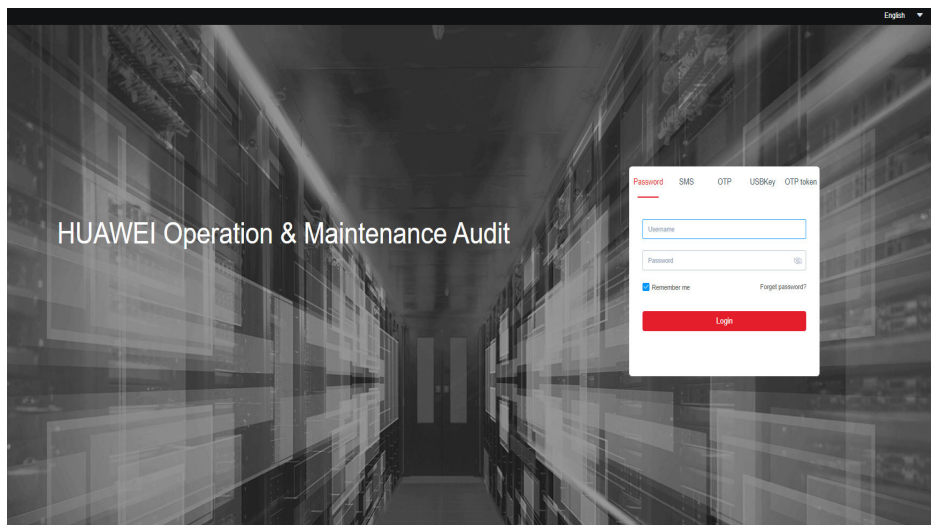 English
HUAWEI Operation & Maintenance Audit
Password SMS OTP USBKey OTP token
Username
Password
Remember me Forget password?
Login